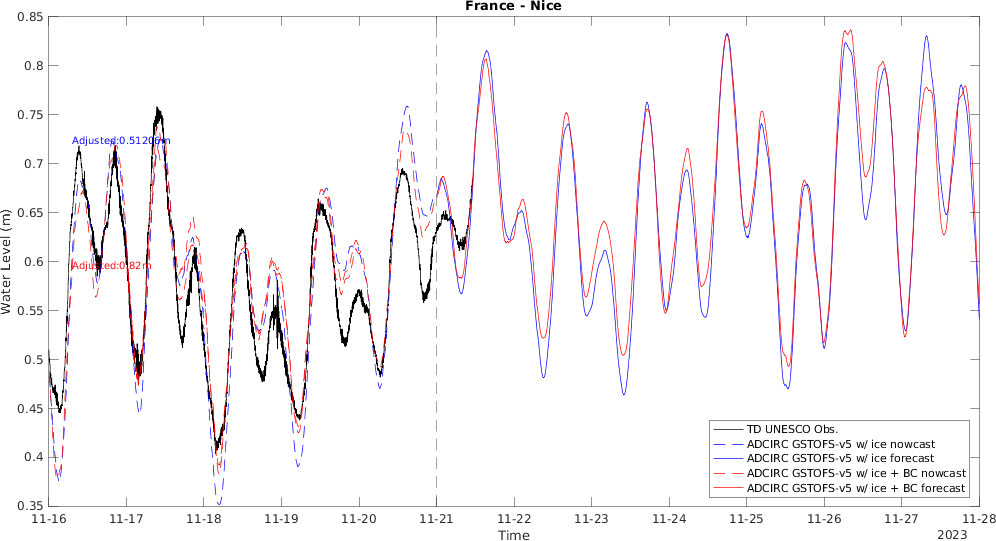 France - Nice
0.85
0.8
0.75
0.7
0.65
0.6
0.55
0.5
0.45
0.4
0.35
Water Level (m)
Adjusted:0.51206m
Adjusted:0.82m
TD UNESCO Obs.
ADCIRC GSTOFS-v5 w/ ice nowcast
ADCIRC GSTOFS-v5 w/ ice forecast
ADCIRC GSTOFS-v5 w/ ice + BC nowcast
ADCIRC GSTOFS-v5 w/ ice + BC forecast
11-16 11-17 11-18 11-19 11-20 11-21 11-22 11-23 11-24 11-25 11-26 11-27 11-28
Time
2023